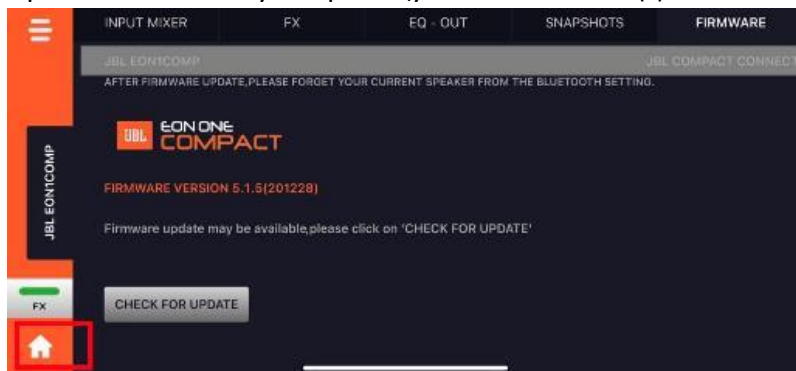 INPUT MIXER FX EQ - OUT SNAPSHOTS FIRMWARE
JBL EON1COMP JBL COMPACT CONNECT
AFTER FIRMWARE UPDATE,PLEASE FORGET YOUR CURRENT SPEAKER FROM THE BLUETOOTH SETTING.
JBL EON ONE
COMPACT
JBL EON1COMP
FIRMWARE VERSION 5.1.5(201228)
Firmware update may be available,please click on 'CHECK FOR UPDATE'
FX
CHECK FOR UPDATE